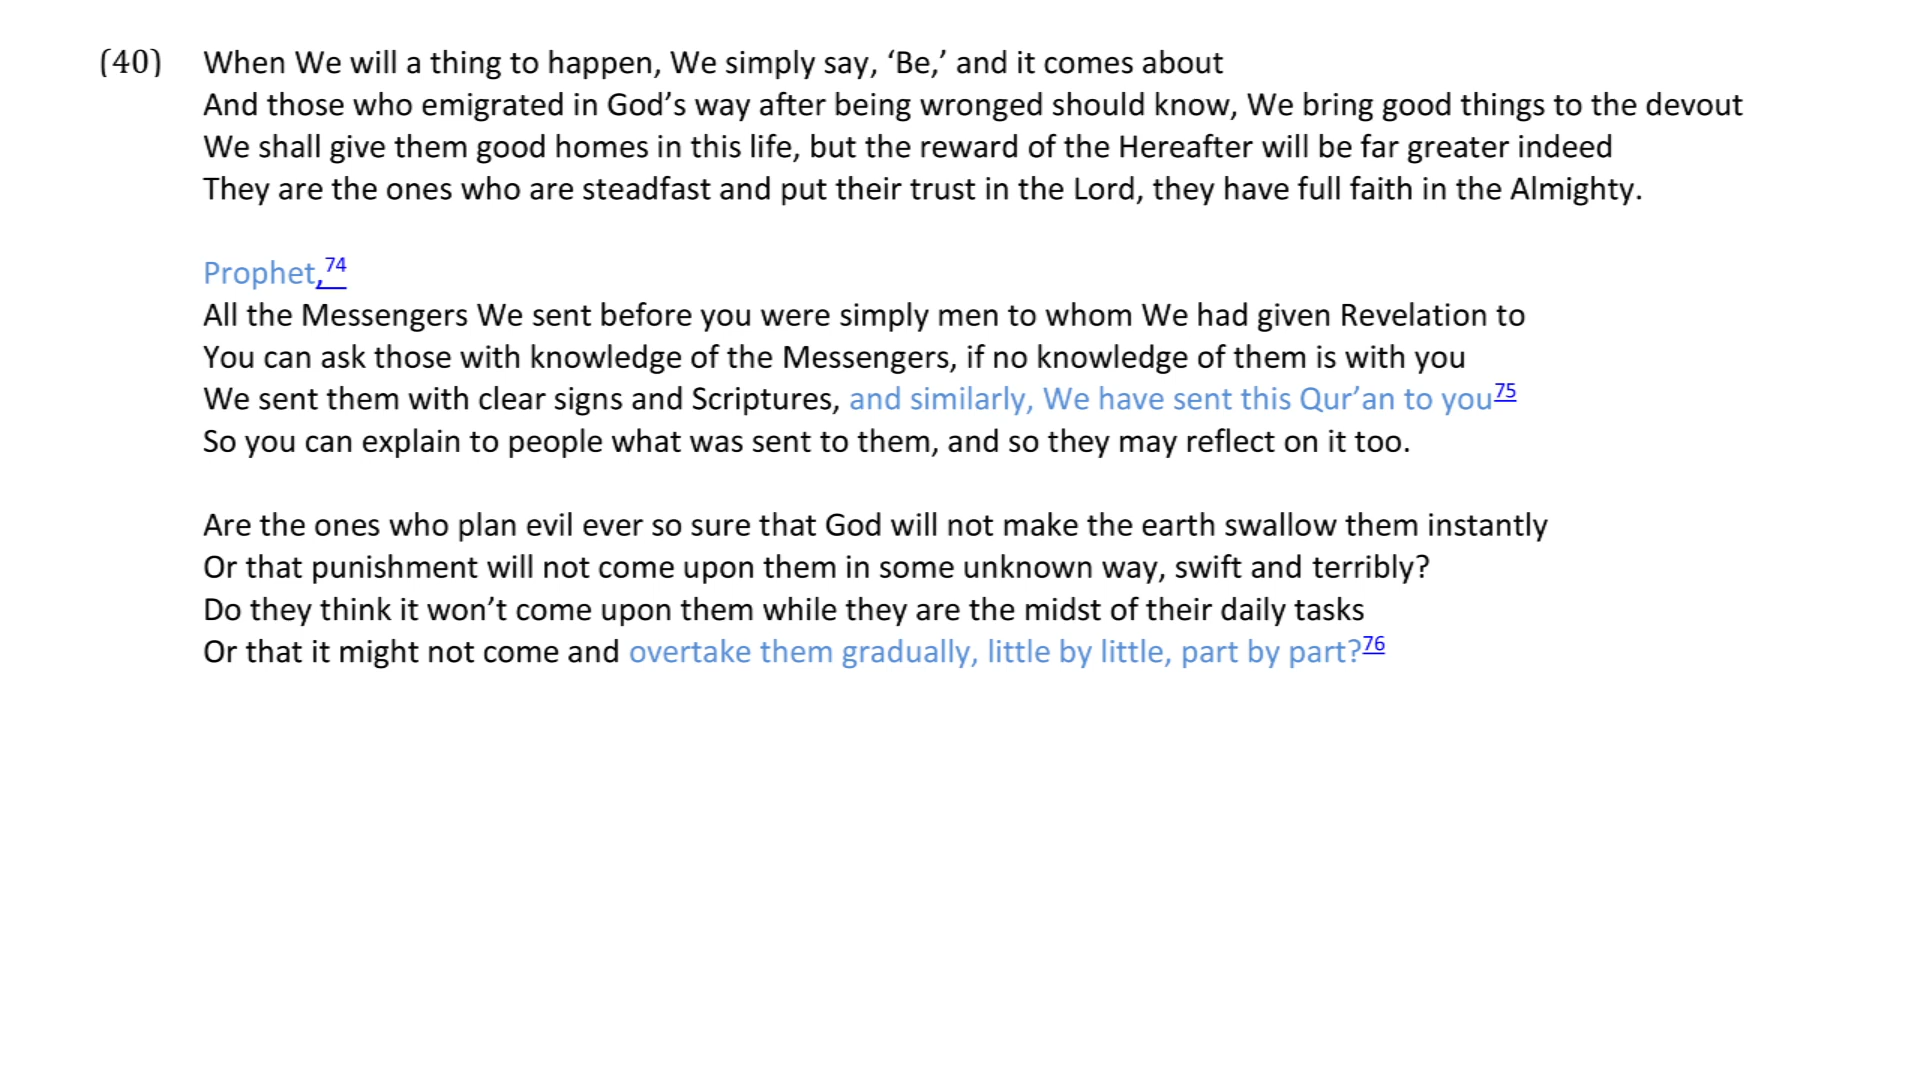 (40) When We will a thing to happen, We simply say, ‘Be,’ and it comes about
And those who emigrated in God’s way after being wronged should know, We bring good things to the devout
We shall give them good homes in this life, but the reward of the Hereafter will be far greater indeed
They are the ones who are steadfast and put their trust in the Lord, they have full faith in the Almighty.
Prophet,74
All the Messengers We sent before you were simply men to whom We had given Revelation to
You can ask those with knowledge of the Messengers, if no knowledge of them is with you
We sent them with clear signs and Scriptures, and similarly, We have sent this Qur’an to you75
So you can explain to people what was sent to them, and so they may reflect on it too.
Are the ones who plan evil ever so sure that God will not make the earth swallow them instantly
Or that punishment will not come upon them in some unknown way, swift and terribly?
Do they think it won’t come upon them while they are the midst of their daily tasks
Or that it might not come and overtake them gradually, little by little, part by part?76